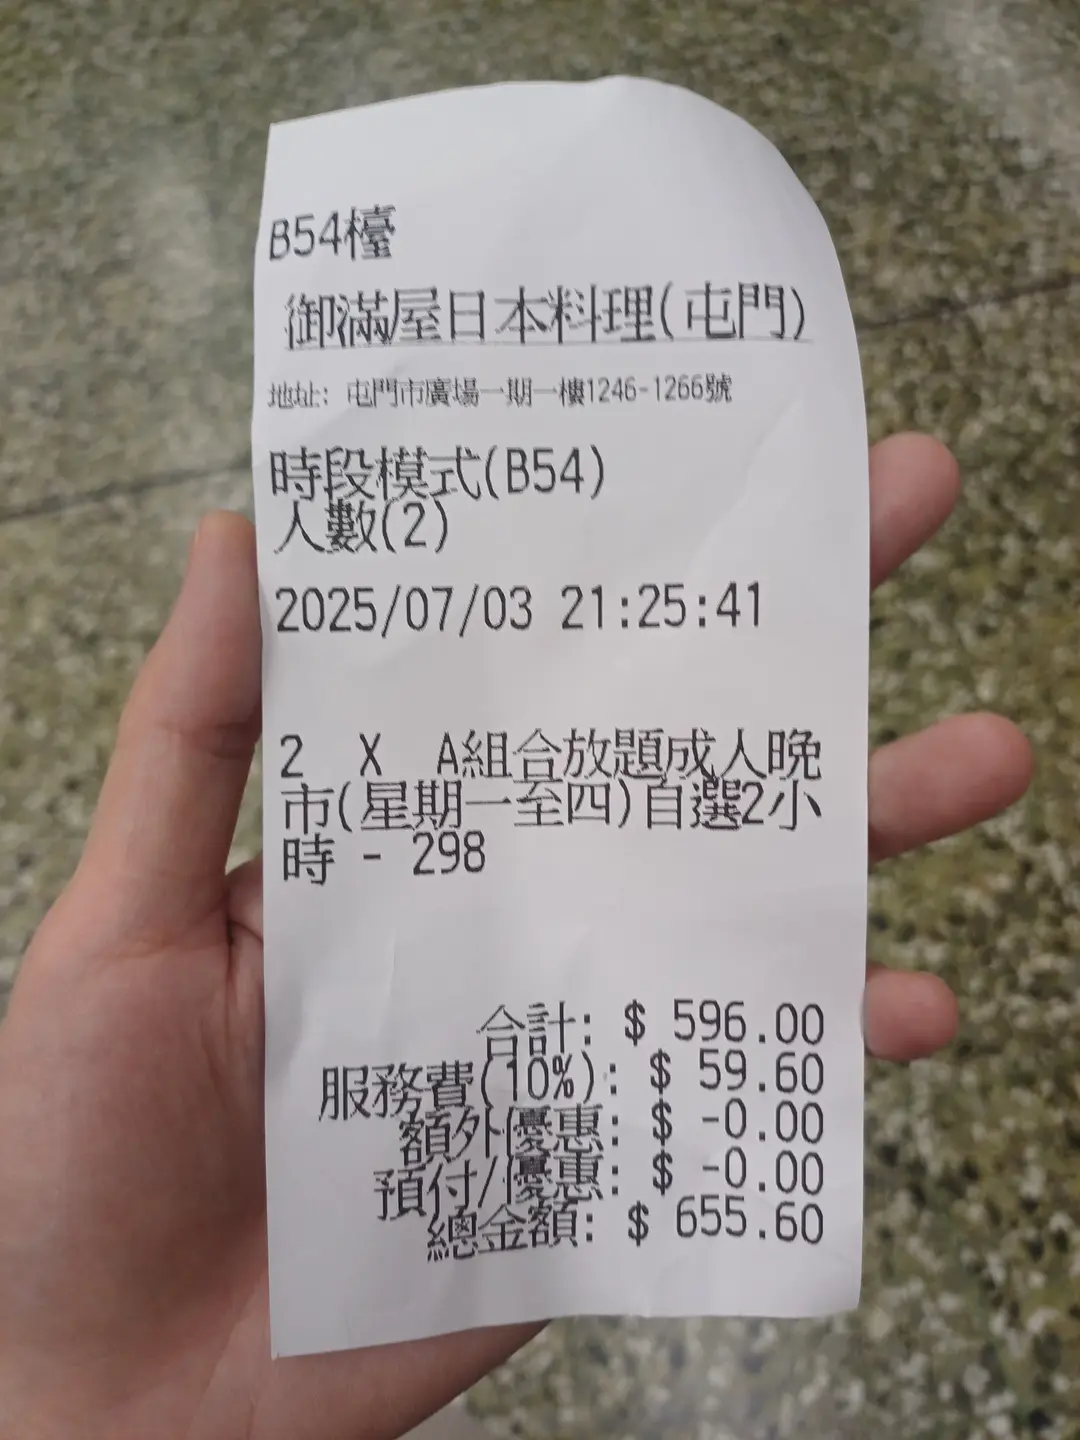 B54檯
御滿屋日本料理(屯門)
地址: 屯門市廣場一期一樓1246-1266號
時段模式(B54)
人數(2)
2025/07/03 21:25:41
2 X A組合放題成人晚
市(星期一至四)自選2小
時 - 298
合計: $ 596.00
服務費(10%): $ 59.60
額外優惠: $ -0.00
預付/優惠: $ -0.00
總金額: $ 655.60